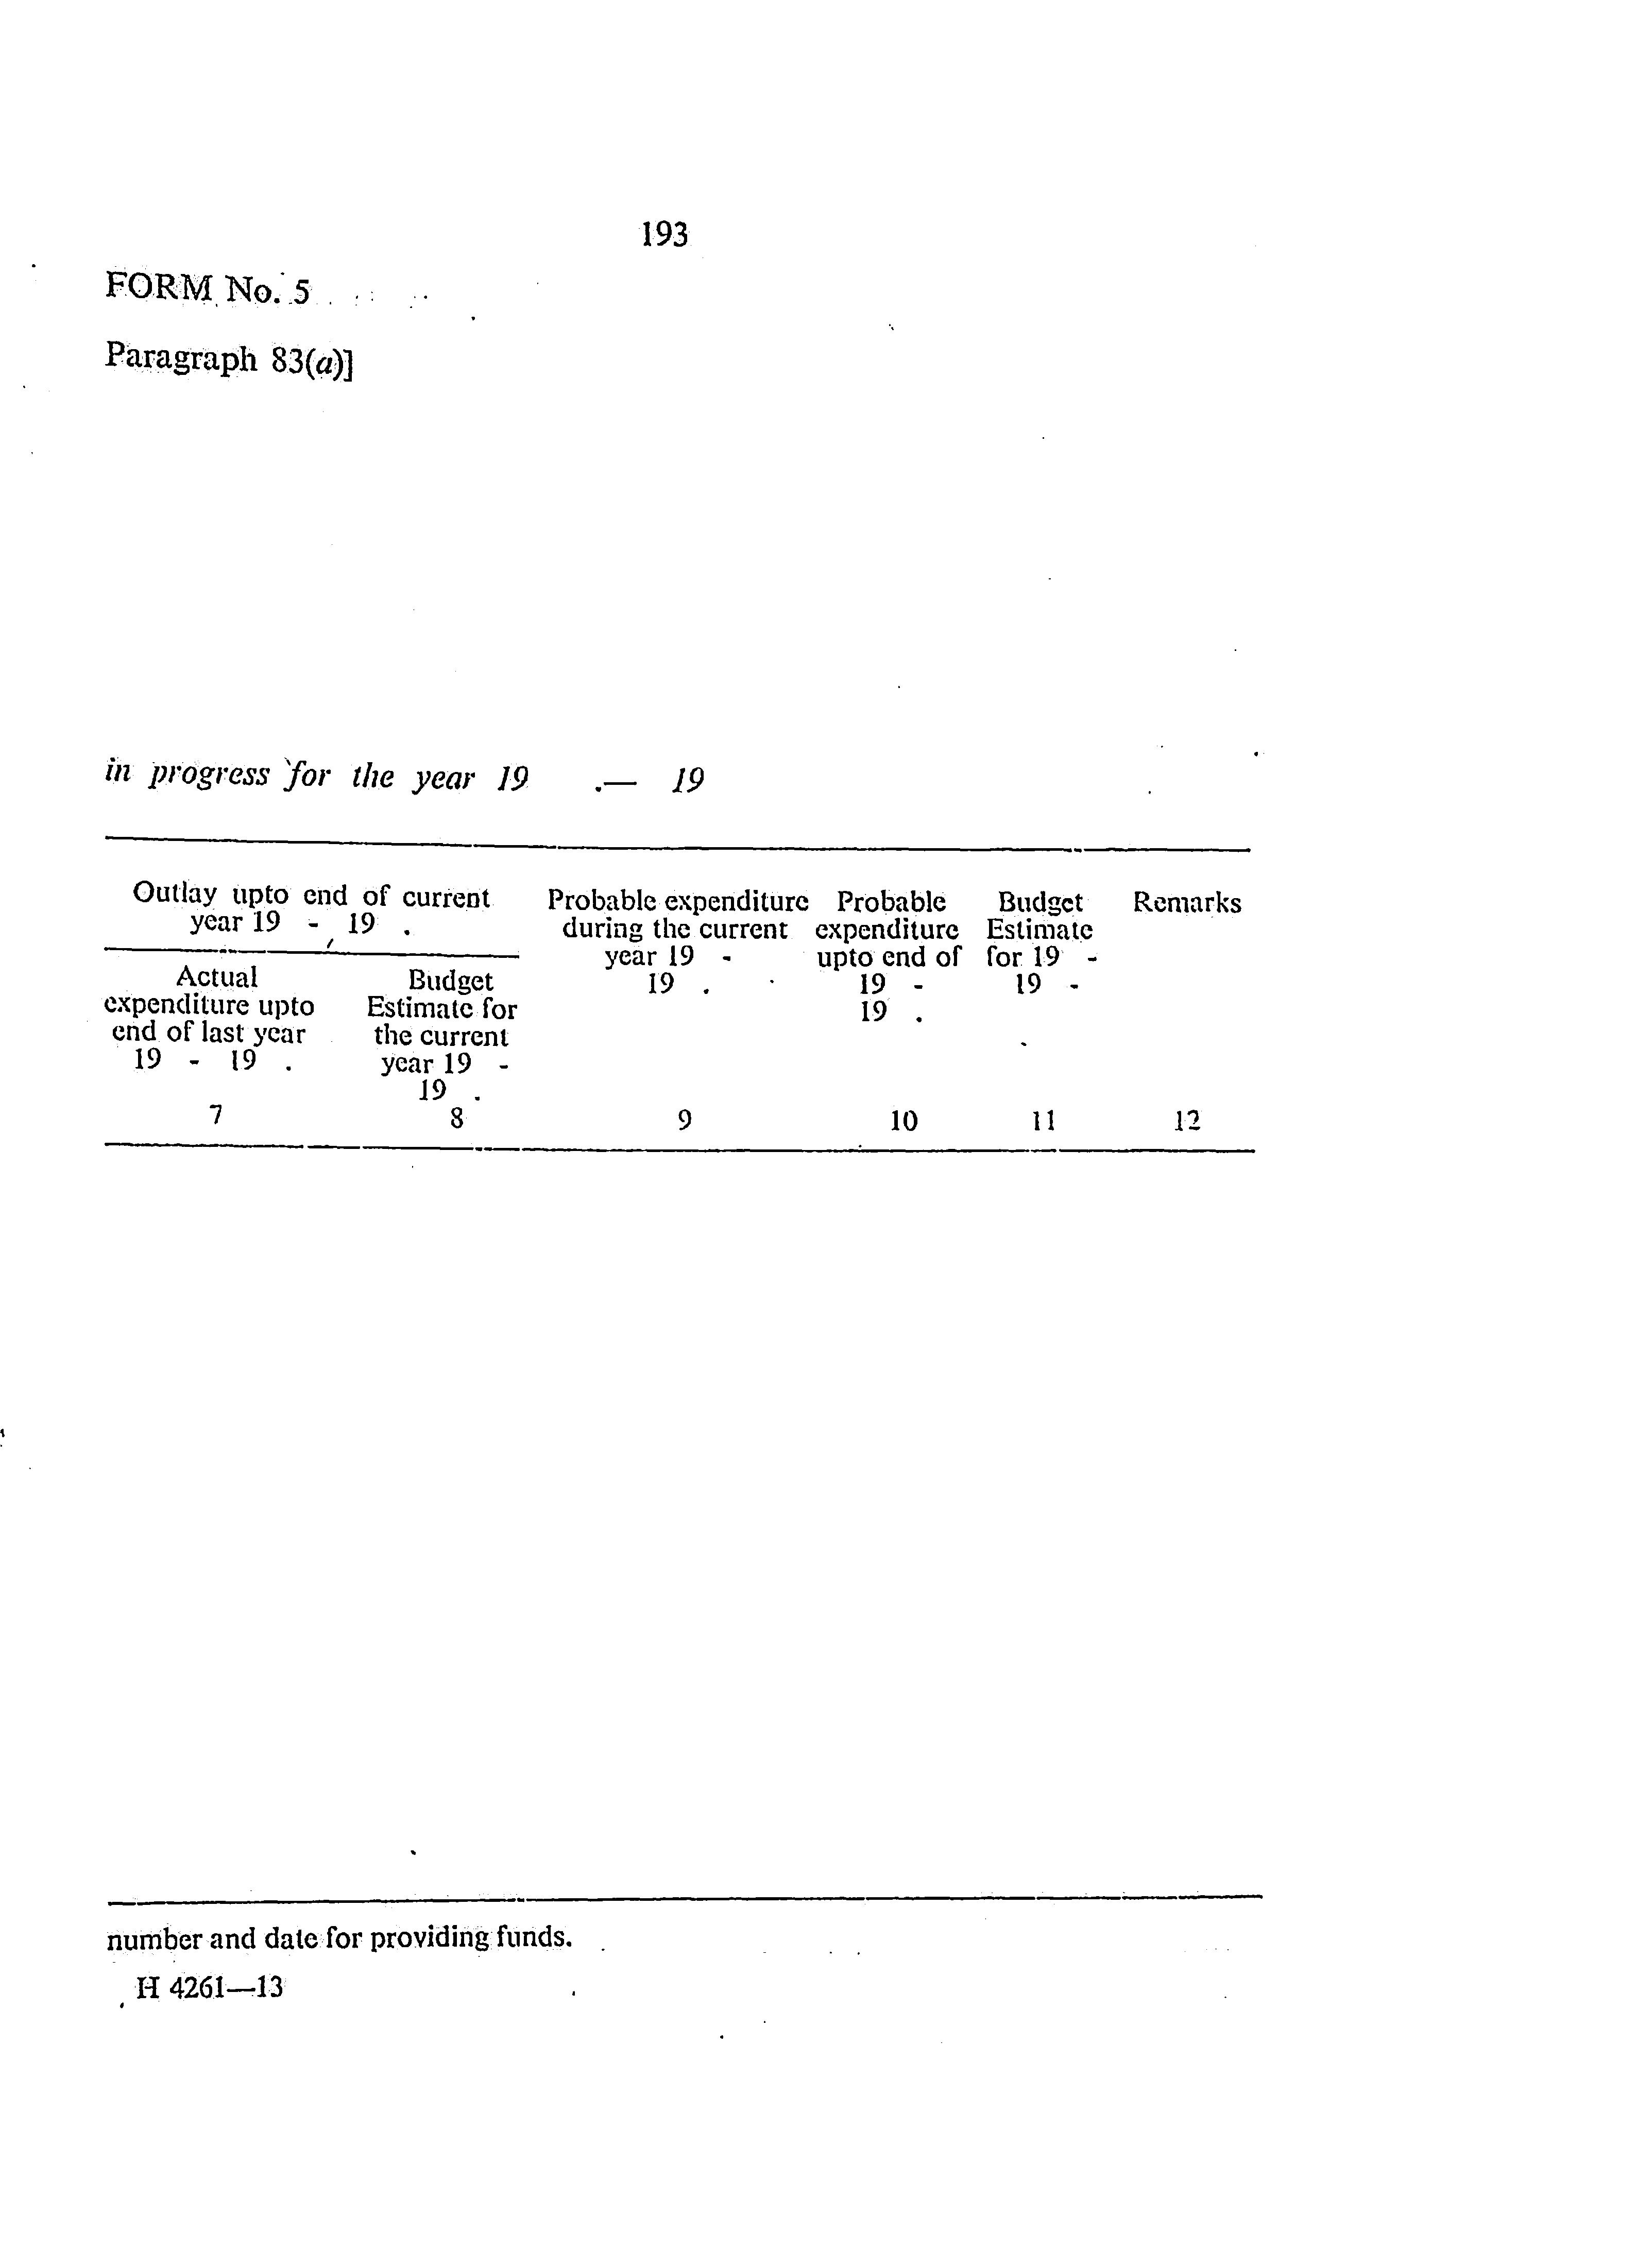 193
FORM No. 5
Paragraph 83(a)]
in progress for the year 19 .— 19
Outlay upto end of current
year 19 - 19 .
Actual
expenditure upto
end of last year
19 - 19 .
7
Budget
Estimate for
the current
year 19 -
19 .
8
Probable expenditure
during the current
year 19 -
19 .
9
Probable
expenditure
upto end of
19 -
19 .
10
Budget
Estimate
for 19 -
19 -
11
Remarks
12
number and date for providing funds.
H 4261—13